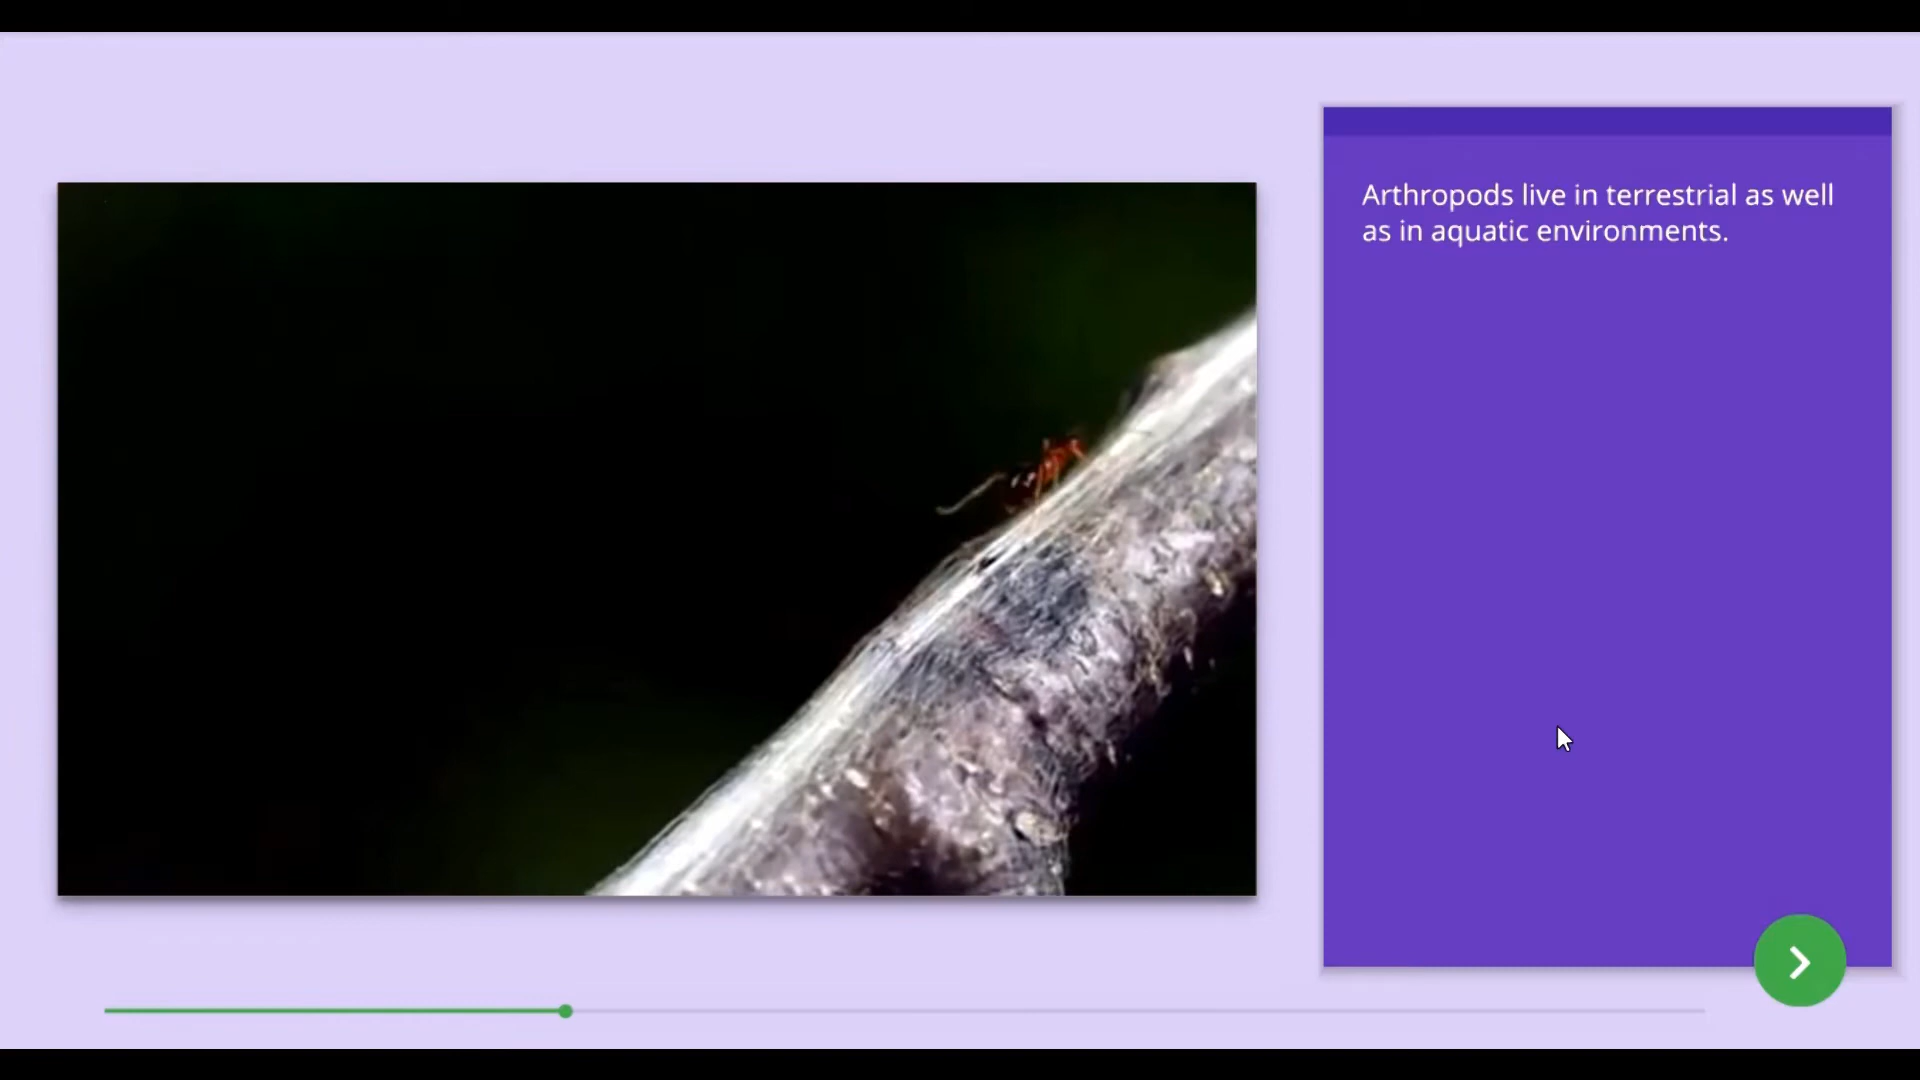 Arthropods live in terrestrial as well
as in aquatic environments.